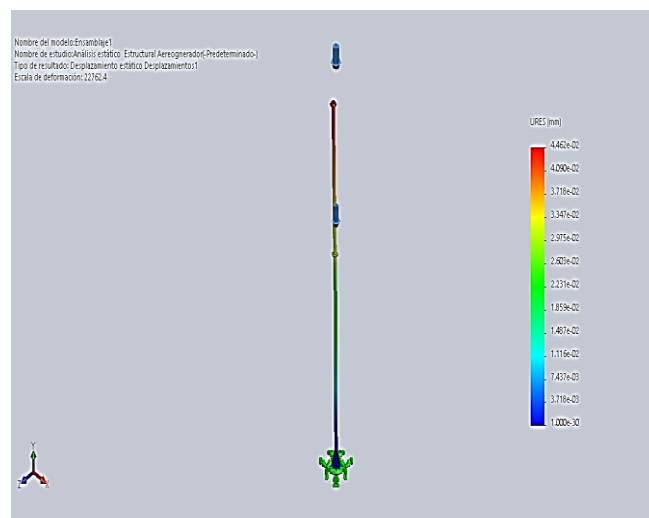 Nombre del modelo:Ensamblaje1
Nombre de estudio:Análisis estático_Estructural Aereognerador(-Predeterminado-)
Tipo de resultado: Desplazamiento estático Desplazamientos1
Escala de deformación: 22762.4
URES (mm)
4.462e-02
4.090e-02
3.718e-02
3.347e-02
2.975e-02
2.603e-02
2.231e-02
1.859e-02
1.487e-02
1.116e-02
7.437e-03
3.718e-03
1.000e-30
Y
Z
X